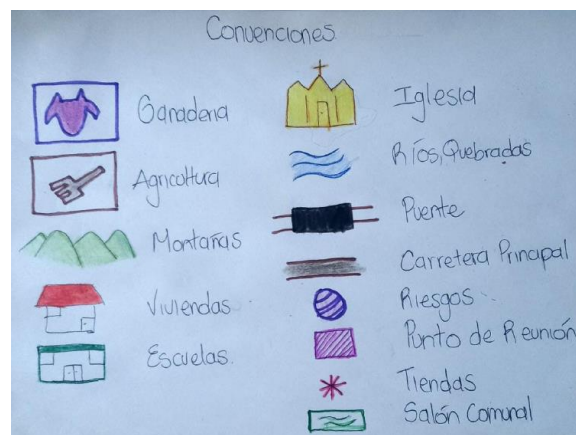 Convenciones
Ganaderia
Agricultura
Montañas
Viviendas
Escuelas.
Iglesia
Ríos, Quebradas
Puente
Carretera Principal
Riesgos
Punto de Reunión
Tiendas
Salón Comunal